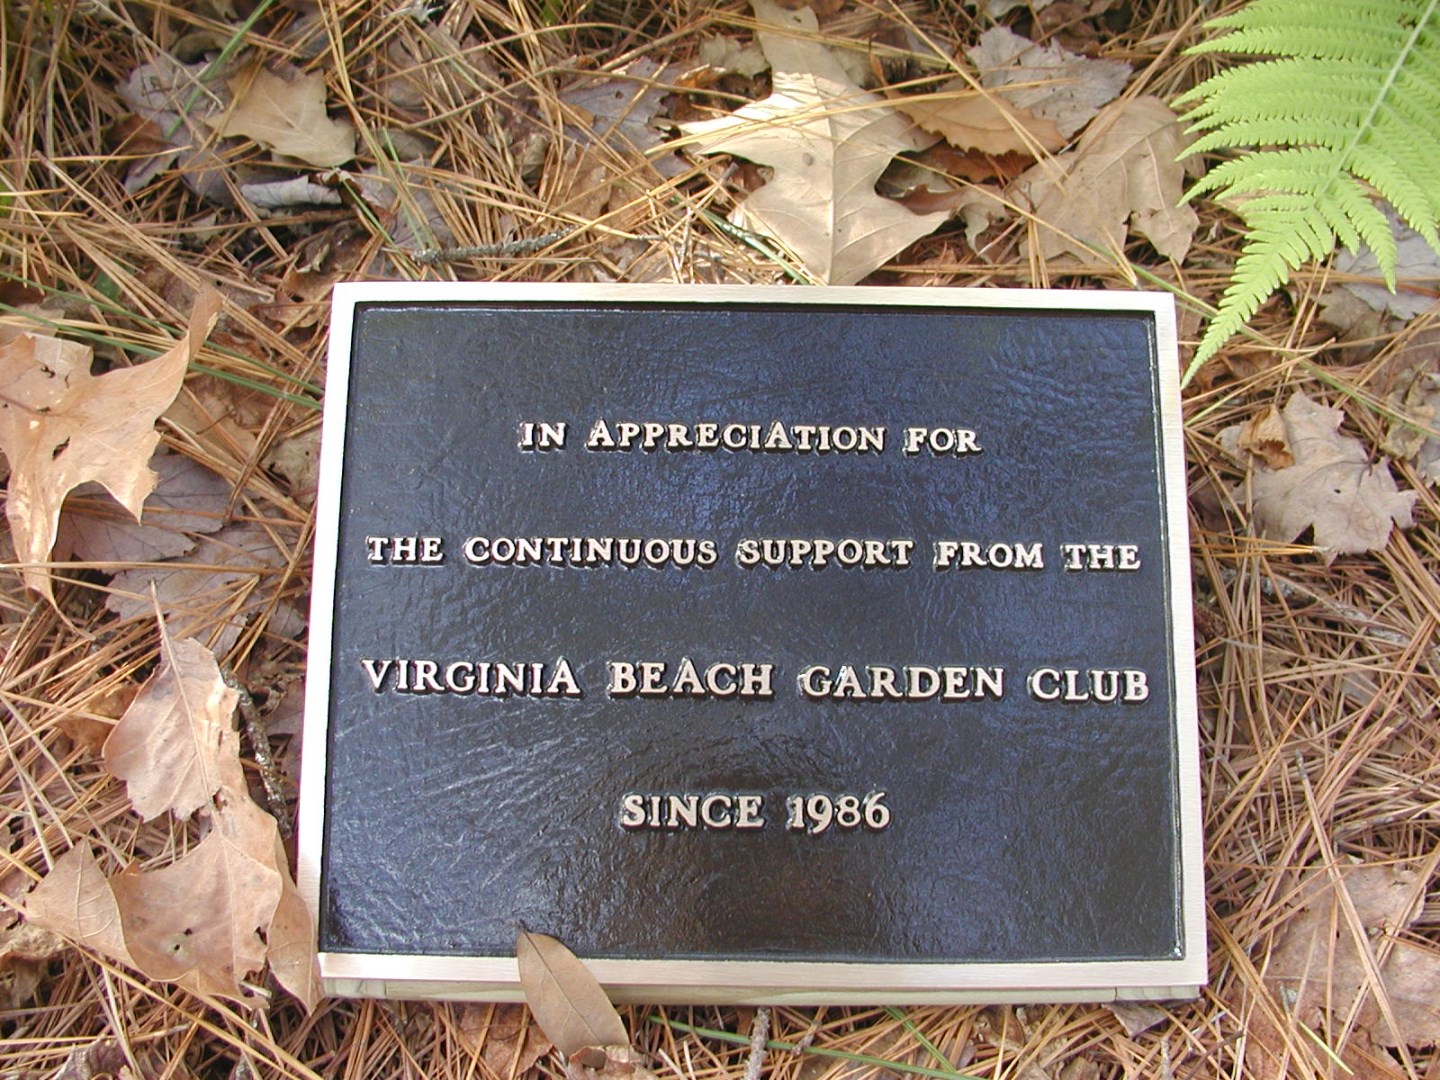 IN APPRECIATION FOR
THE CONTINUOUS SUPPORT FROM THE
VIRGINIA BEACH GARDEN CLUB
SINCE 1986